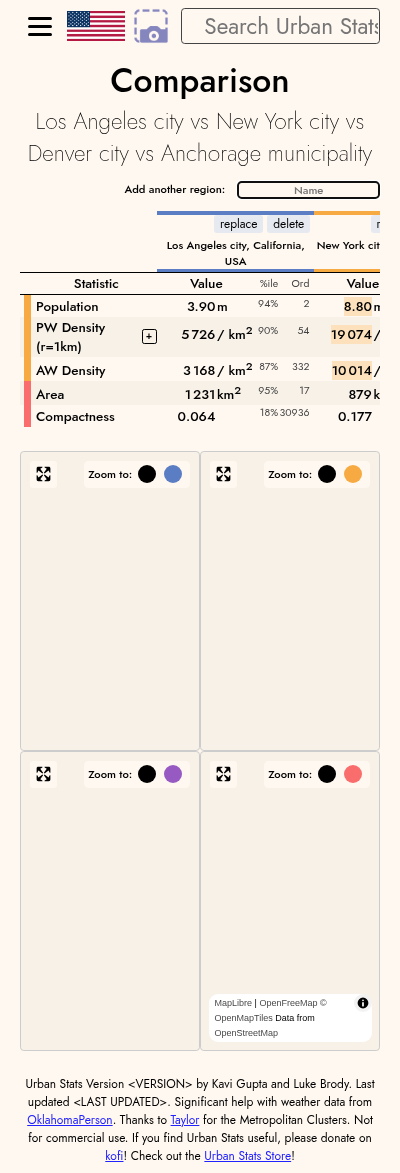 Search Urban Stats
Comparison
Los Angeles city vs New York city vs
Denver city vs Anchorage municipality
Add another region: Name
replace delete r
Los Angeles city, California,
USA
New York cit
Statistic Value %ile Ord Value
Population 3.90 m 94% 2 8.80 m
PW Density
(r=1km) + 5 726 / km² 90% 54 19 074 /
AW Density 3 168 / km² 87% 332 10 014 /
Area 1 231 km² 95% 17 879 k
Compactness 0.064 18% 30936 0.177
Zoom to: Zoom to:
Zoom to: Zoom to:
MapLibre | OpenFreeMap ©
OpenMapTiles Data from
OpenStreetMap
Urban Stats Version <VERSION> by Kavi Gupta and Luke Brody. Last
updated <LAST UPDATED>. Significant help with weather data from
OklahomaPerson. Thanks to Taylor for the Metropolitan Clusters. Not
for commercial use. If you find Urban Stats useful, please donate on
kofi! Check out the Urban Stats Store!